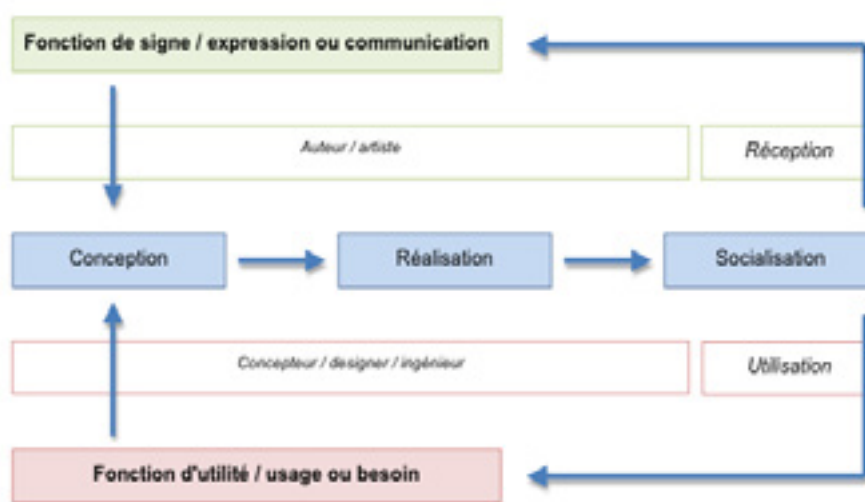 Fonction de signe / expression ou communication
Auteur / artiste
Réception
Conception
Réalisation
Socialisation
Concepteur / designer / ingénieur
Utilisation
Fonction d'utilité / usage ou besoin